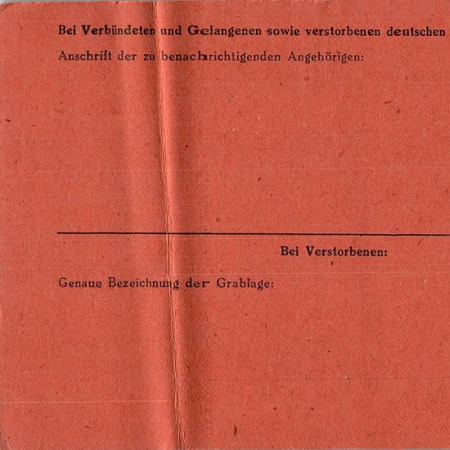 Bei Verbündeten und Gefangenen sowie verstorbenen deutschen
Anschrift der zu benachrichtigenden Angehörigen:
Bei Verstorbenen:
Genaue Bezeichnung der Grablage: